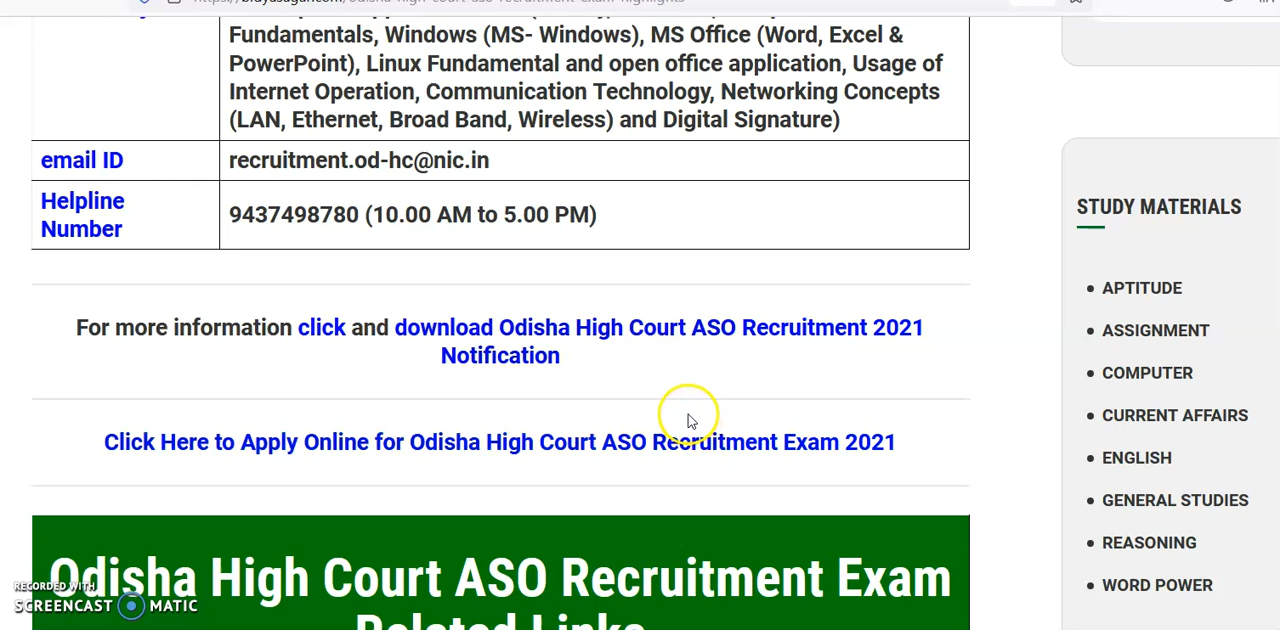 Fundamentals, Windows (MS- Windows), MS Office (Word, Excel &
PowerPoint), Linux Fundamental and open office application, Usage of
Internet Operation, Communication Technology, Networking Concepts
(LAN, Ethernet, Broad Band, Wireless) and Digital Signature)
email ID
recruitment.od-hc@nic.in
Helpline
Number
9437498780 (10.00 AM to 5.00 PM)
For more information click and download Odisha High Court ASO Recruitment 2021
Notification
Click Here to Apply Online for Odisha High Court ASO Recruitment Exam 2021
Odisha High Court ASO Recruitment Exam
Related Links
STUDY MATERIALS
APTITUDE
ASSIGNMENT
COMPUTER
CURRENT AFFAIRS
ENGLISH
GENERAL STUDIES
REASONING
WORD POWER
RECORDED WITH
SCREENCAST MATIC